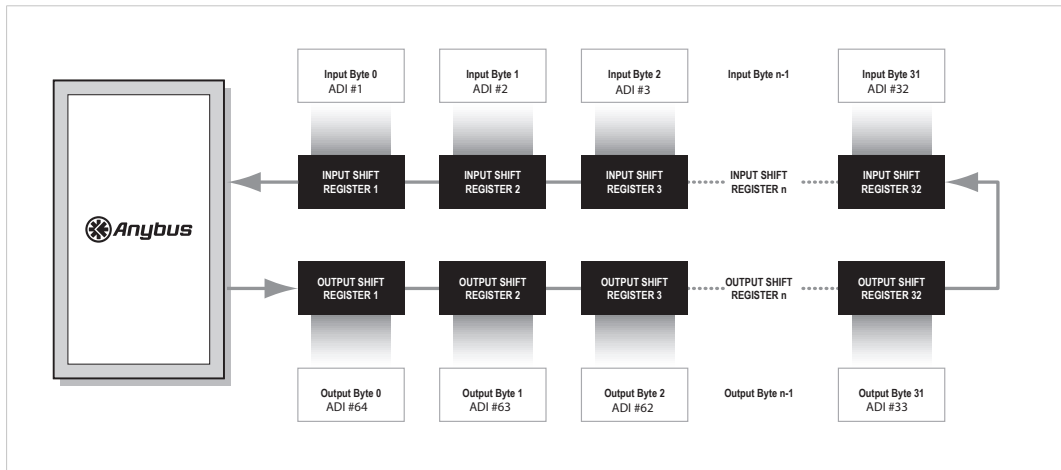 Input Byte 0
ADI #1
Input Byte 1
ADI #2
Input Byte 2
ADI #3
Input Byte n-1
Input Byte 31
ADI #32
INPUT SHIFT
REGISTER 1
INPUT SHIFT
REGISTER 2
INPUT SHIFT
REGISTER 3
INPUT SHIFT
REGISTER n
INPUT SHIFT
REGISTER 32
Anybus
OUTPUT SHIFT
REGISTER 1
OUTPUT SHIFT
REGISTER 2
OUTPUT SHIFT
REGISTER 3
OUTPUT SHIFT
REGISTER n
OUTPUT SHIFT
REGISTER 32
Output Byte 0
ADI #64
Output Byte 1
ADI #63
Output Byte 2
ADI #62
Output Byte n-1
Output Byte 31
ADI #33